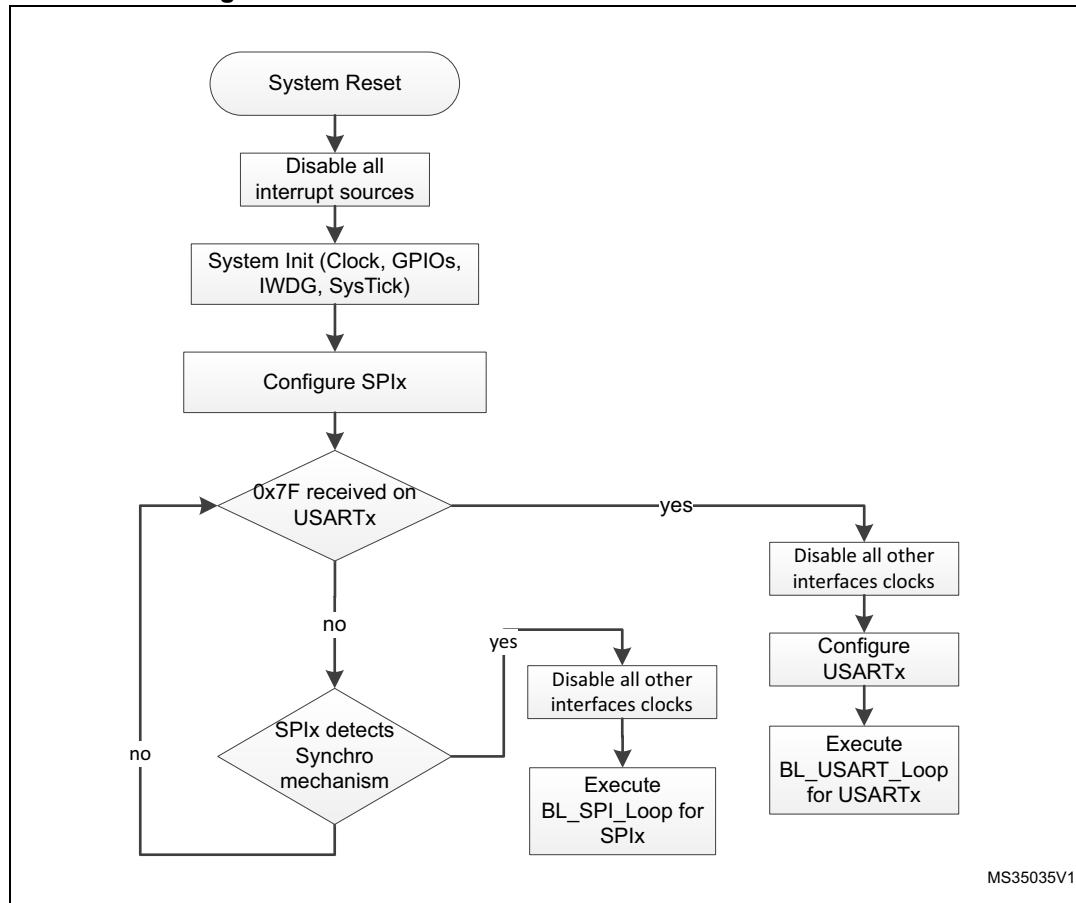 System Reset
Disable all
interrupt sources
System Init (Clock, GPIOs,
IWDG, SysTick)
Configure SPIx
0x7F received on
USARTx
yes
Disable all other
interfaces clocks
no
Configure
USARTx
yes
Disable all other
interfaces clocks
SPIx detects
Synchro
mechanism
no
Execute
BL_USART_Loop
for USARTx
Execute
BL_SPI_Loop for
SPIx
MS35035V1